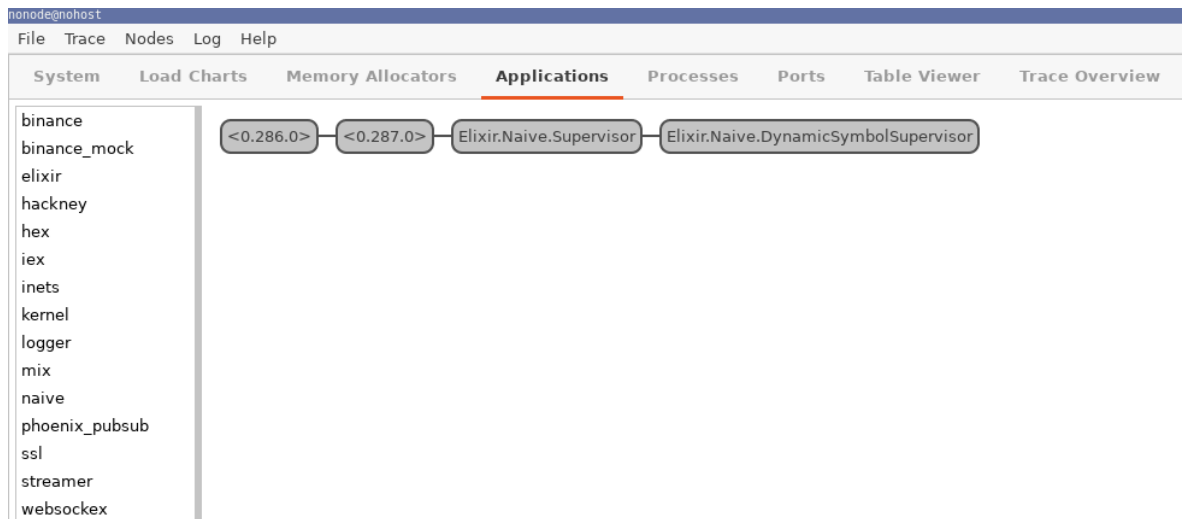 nonode@nohost
File Trace Nodes Log Help
System Load Charts Memory Allocators Applications Processes Ports Table Viewer Trace Overview
binance
binance_mock
elixir
hackney
hex
iex
inets
kernel
logger
mix
naive
phoenix_pubsub
ssl
streamer
websockex
<0.286.0> <0.287.0> Elixir.Naive.Supervisor Elixir.Naive.DynamicSymbolSupervisor